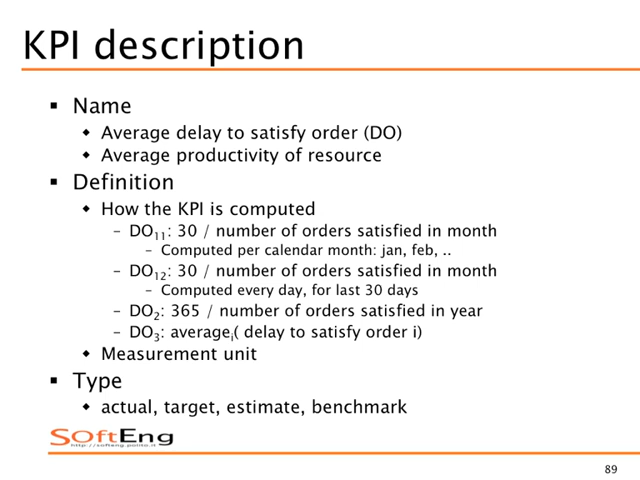 KPI description
▪ Name
◆ Average delay to satisfy order (DO)
◆ Average productivity of resource
▪ Definition
◆ How the KPI is computed
– DO11: 30 / number of orders satisfied in month
– Computed per calendar month: jan, feb, ..
– DO12: 30 / number of orders satisfied in month
– Computed every day, for last 30 days
– DO2: 365 / number of orders satisfied in year
– DO3: averagei( delay to satisfy order i)
◆ Measurement unit
▪ Type
◆ actual, target, estimate, benchmark
SOftEng
http://softeng.polito.it
89